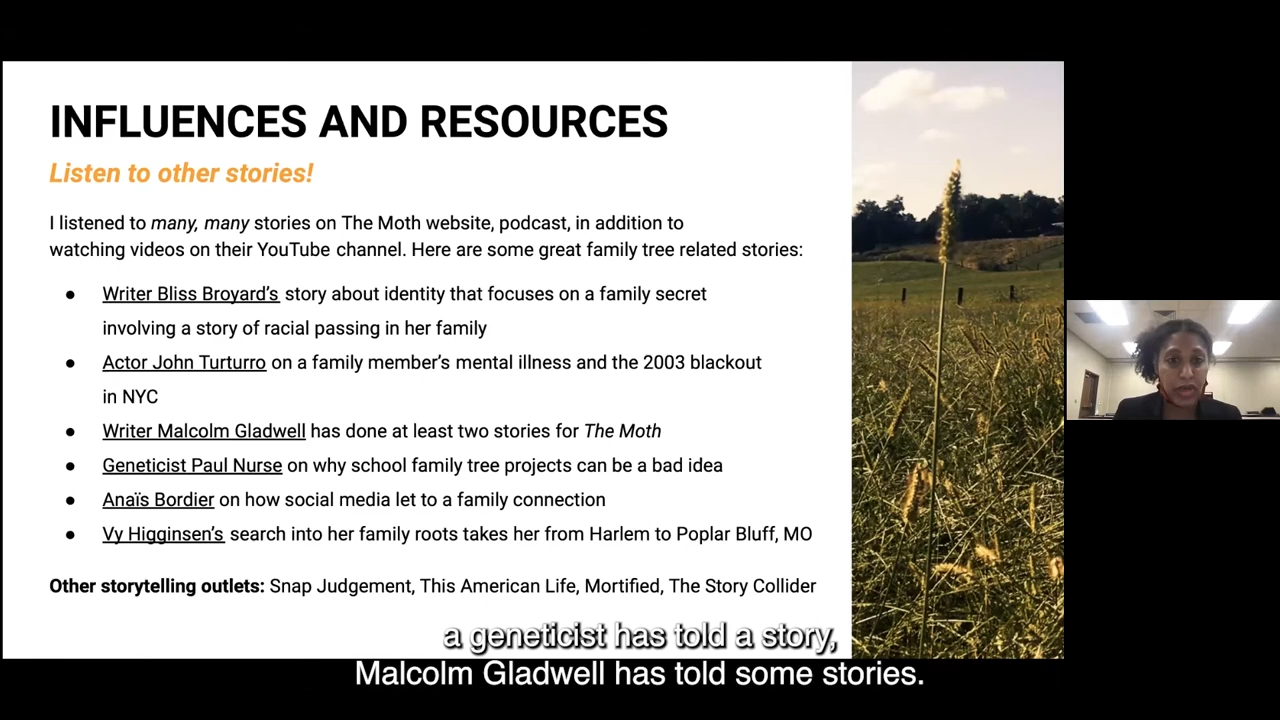 INFLUENCES AND RESOURCES
Listen to other stories!
I listened to many, many stories on The Moth website, podcast, in addition to
watching videos on their YouTube channel. Here are some great family tree related stories:
● Writer Bliss Broyard's story about identity that focuses on a family secret
involving a story of racial passing in her family
● Actor John Turturro on a family member's mental illness and the 2003 blackout
in NYC
● Writer Malcolm Gladwell has done at least two stories for The Moth
● Geneticist Paul Nurse on why school family tree projects can be a bad idea
● Anaïs Bordier on how social media let to a family connection
● Vy Higginsen's search into her family roots takes her from Harlem to Poplar Bluff, MO
Other storytelling outlets: Snap Judgement, This American Life, Mortified, The Story Collider
a geneticist has told a story,
Malcolm Gladwell has told some stories.